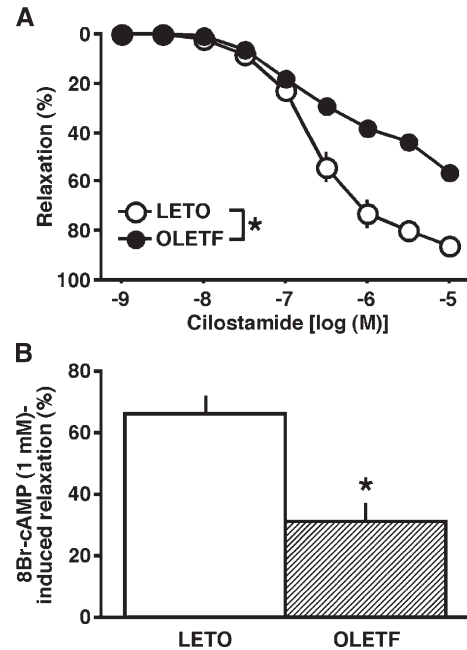 A
Relaxation (%)
0
20
40
60
80
100
LETO
OLETF
*
-9
-8
-7
-6
-5
Cilostamide [log (M)]
B
8Br-cAMP (1 mM)-
induced relaxation (%)
80
60
40
20
0
*
LETO
OLETF